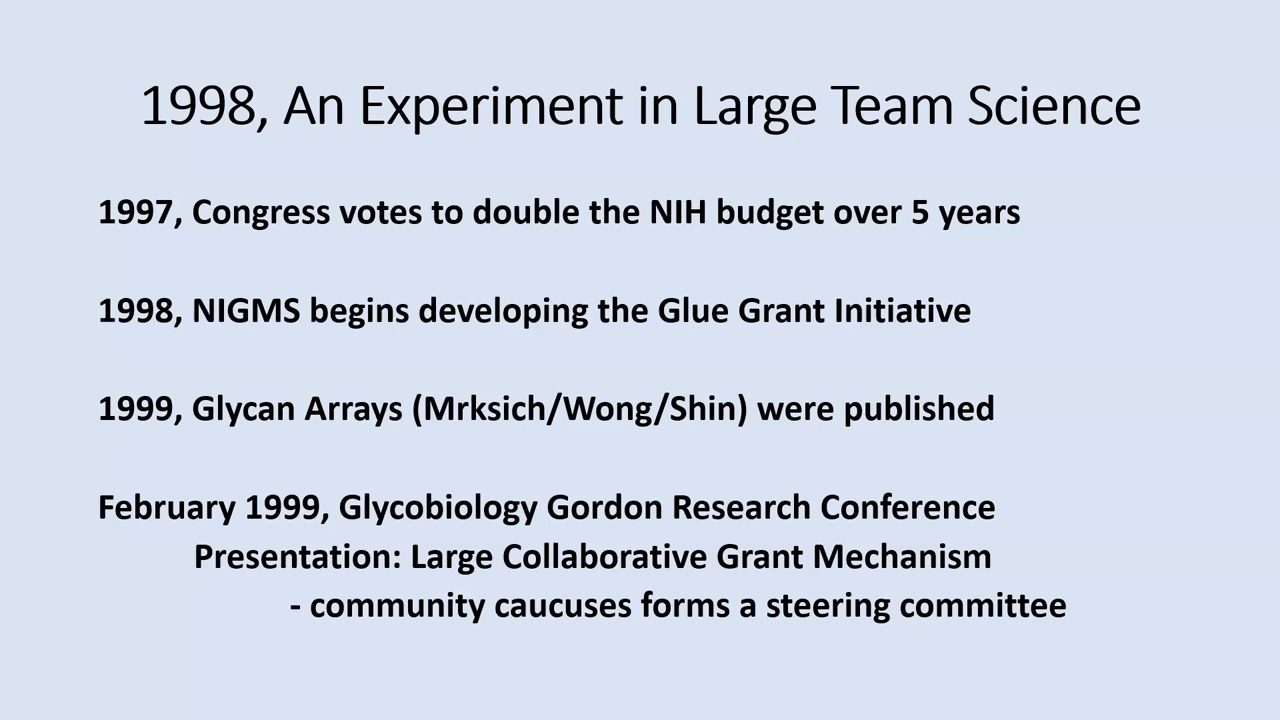 1998, An Experiment in Large Team Science
1997, Congress votes to double the NIH budget over 5 years
1998, NIGMS begins developing the Glue Grant Initiative
1999, Glycan Arrays (Mrksich/Wong/Shin) were published
February 1999, Glycobiology Gordon Research Conference
Presentation: Large Collaborative Grant Mechanism
- community caucuses forms a steering committee